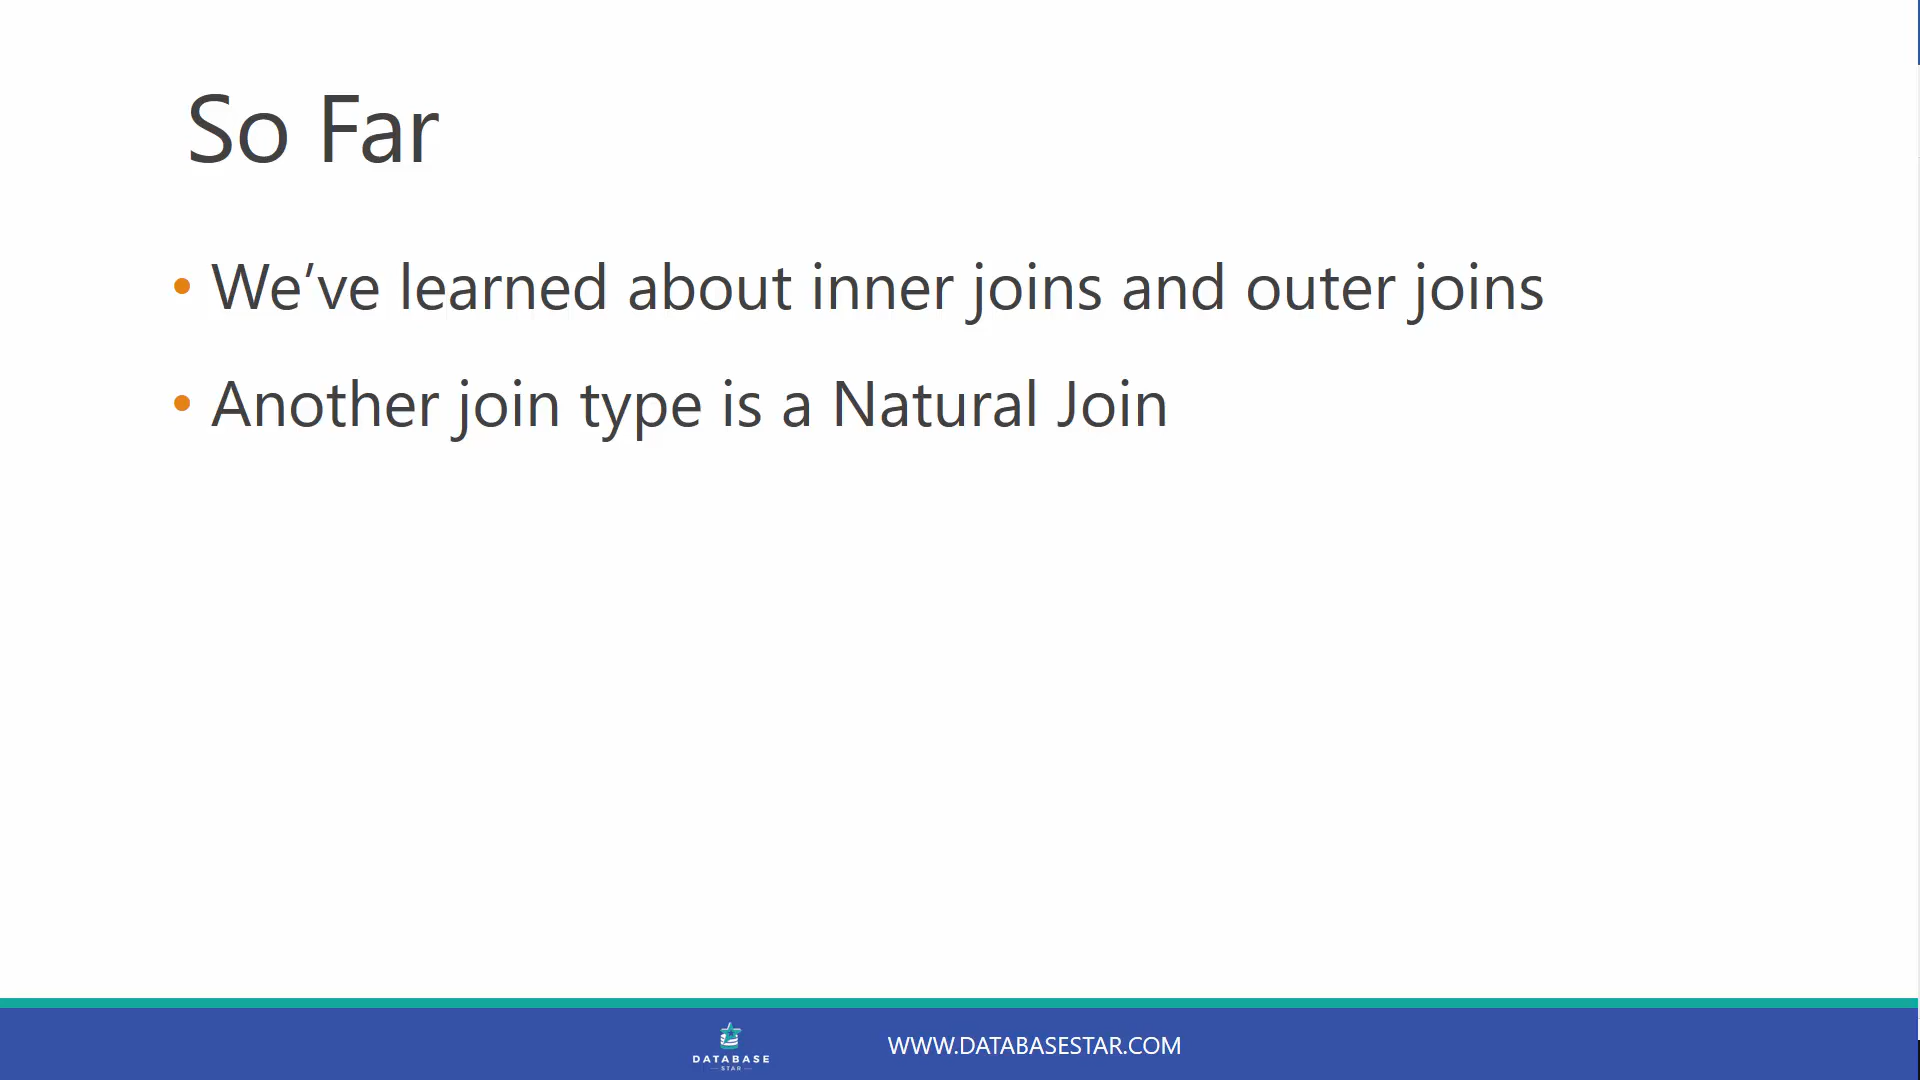 So Far
• We’ve learned about inner joins and outer joins
• Another join type is a Natural Join
DATABASE
STAR
WWW.DATABASESTAR.COM